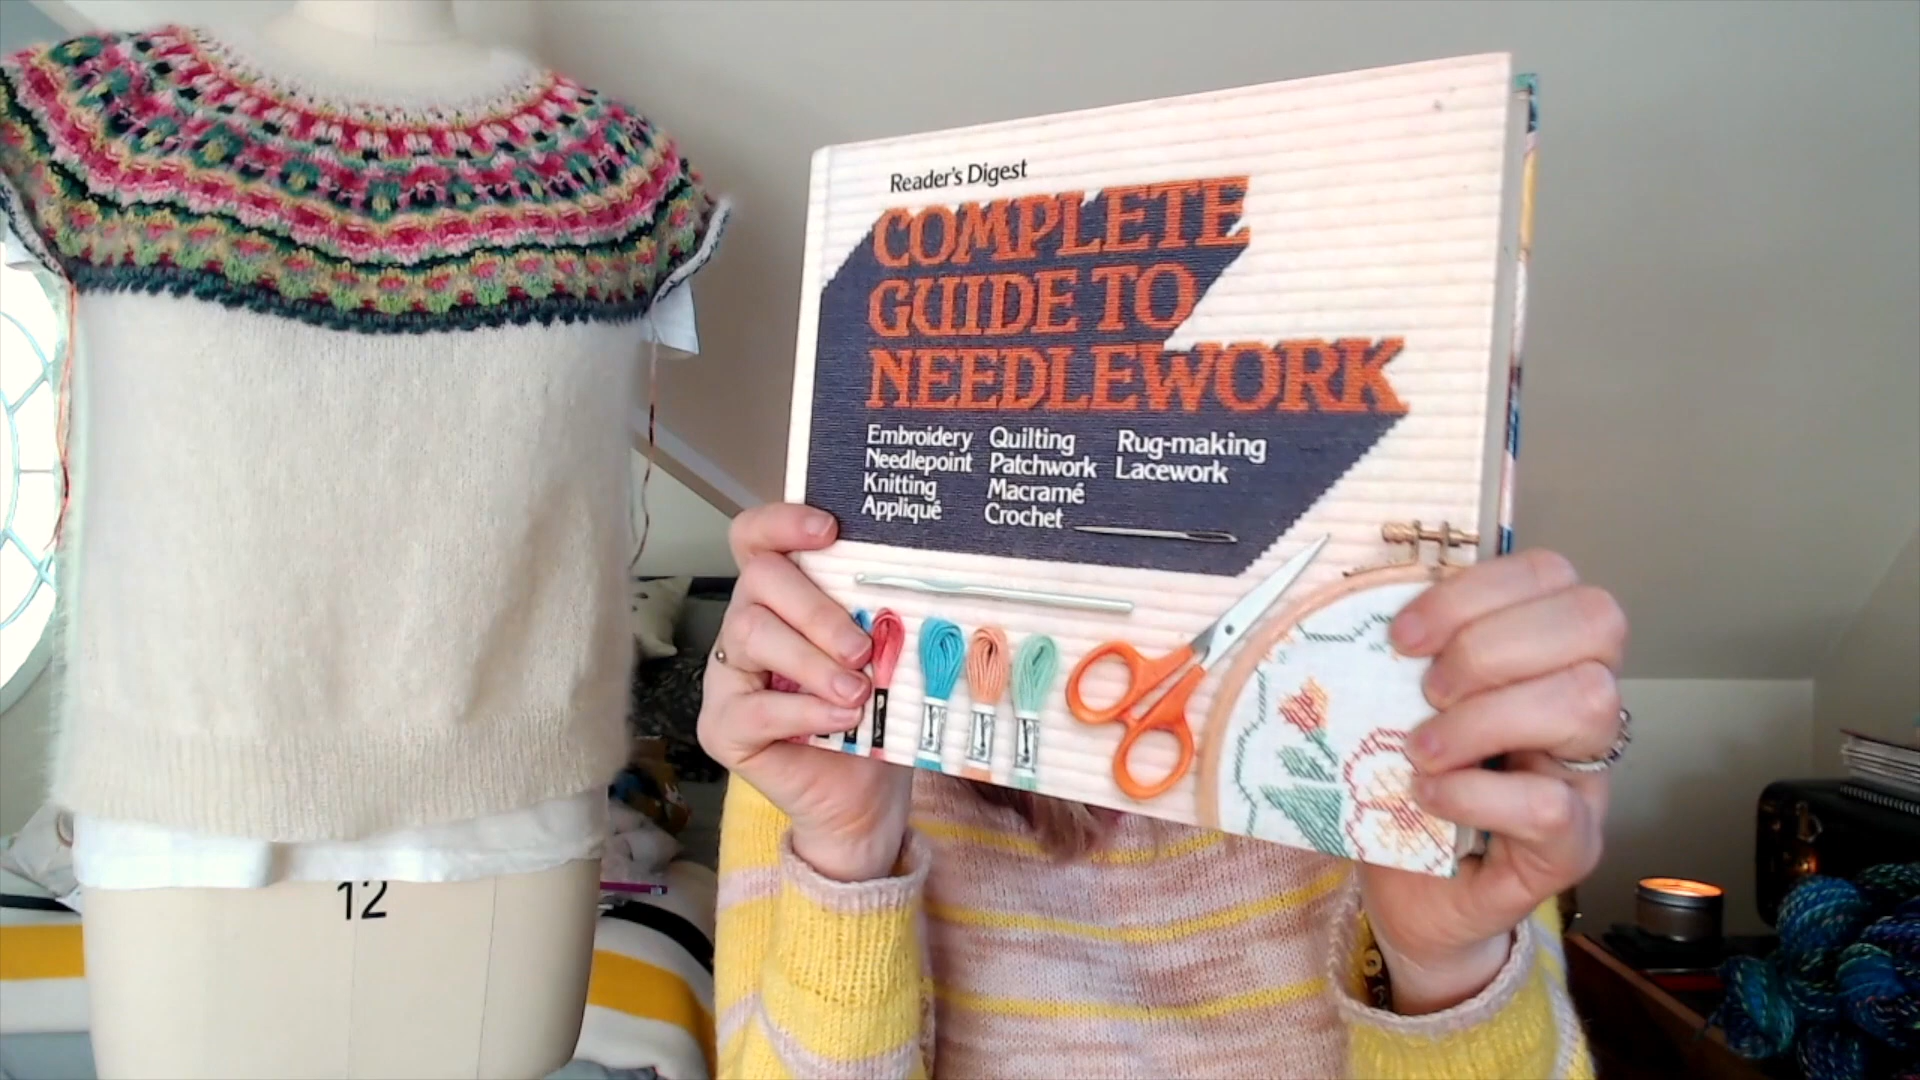 Reader's Digest
COMPLETE
GUIDE TO
NEEDLEWORK
Embroidery
Needlepoint
Knitting
Appliqué
Quilting
Patchwork
Macramé
Crochet
Rug-making
Lacework
12